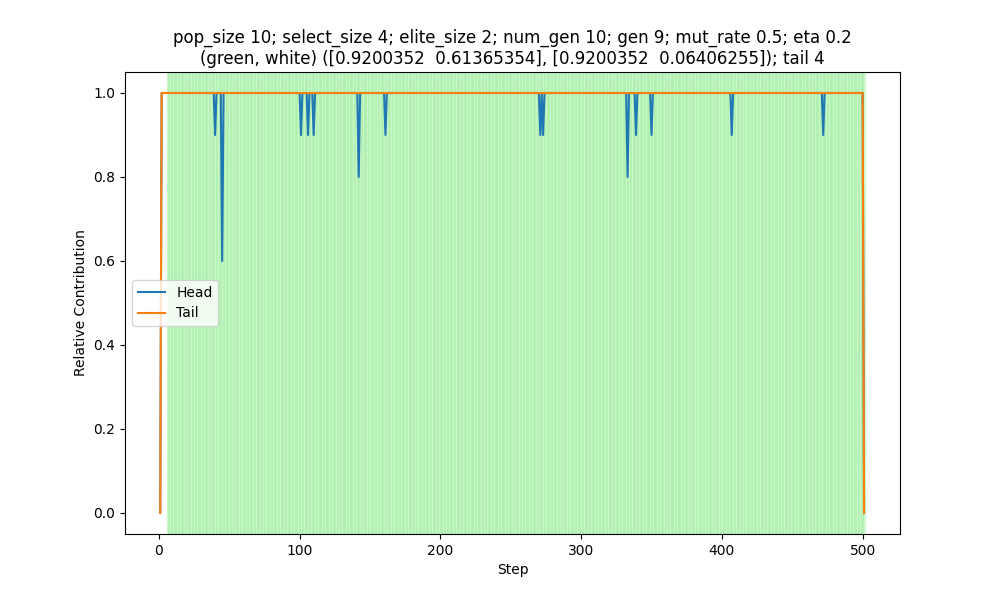 pop_size 10; select_size 4; elite_size 2; num_gen 10; gen 9; mut_rate 0.5; eta 0.2
(green, white) ([0.9200352  0.61365354], [0.9200352  0.06406255]); tail 4
1.0
0.8
0.6
0.4
0.2
0.0
Relative Contribution
Head
Tail
0
100
200
300
400
500
Step